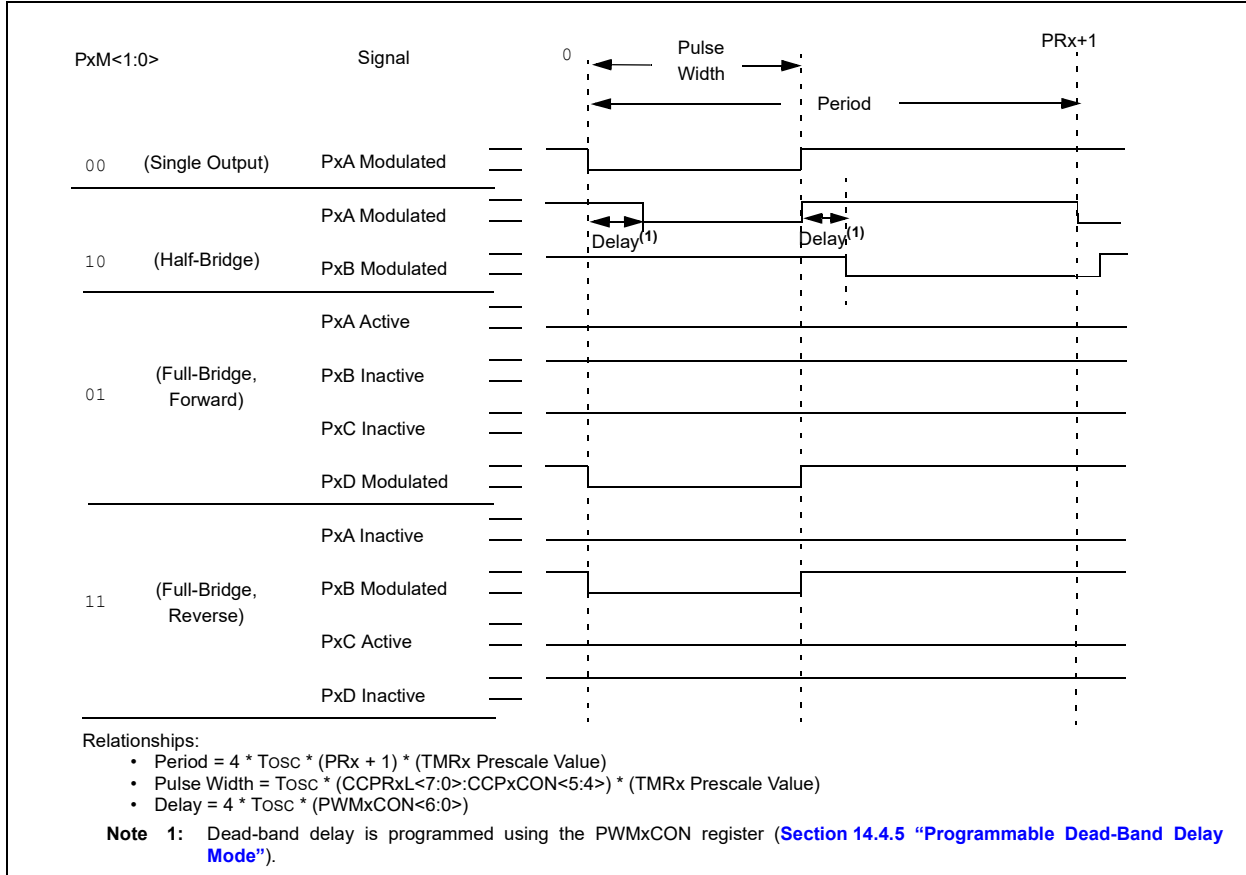 PxM<1:0>
Signal
0
Pulse
Width
PRx+1
Period
00
(Single Output)
PxA Modulated
PxA Modulated
Delay(1)
Delay(1)
10
(Half-Bridge)
PxB Modulated
PxA Active
01
(Full-Bridge,
Forward)
PxB Inactive
PxC Inactive
PxD Modulated
PxA Inactive
11
(Full-Bridge,
Reverse)
PxB Modulated
PxC Active
PxD Inactive
Relationships:
• Period = 4 * TOSC * (PRx + 1) * (TMRx Prescale Value)
• Pulse Width = TOSC * (CCPRxL<7:0>:CCPxCON<5:4>) * (TMRx Prescale Value)
• Delay = 4 * TOSC * (PWMxCON<6:0>)
Note 1: Dead-band delay is programmed using the PWMxCON register (Section 14.4.5 “Programmable Dead-Band Delay
Mode”).